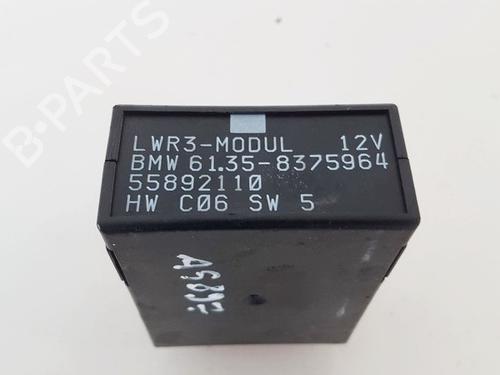 LWR3-MODUL 12V
BMW 61.35-8375964
55892110
HW C06 SW 5
B-PARTS